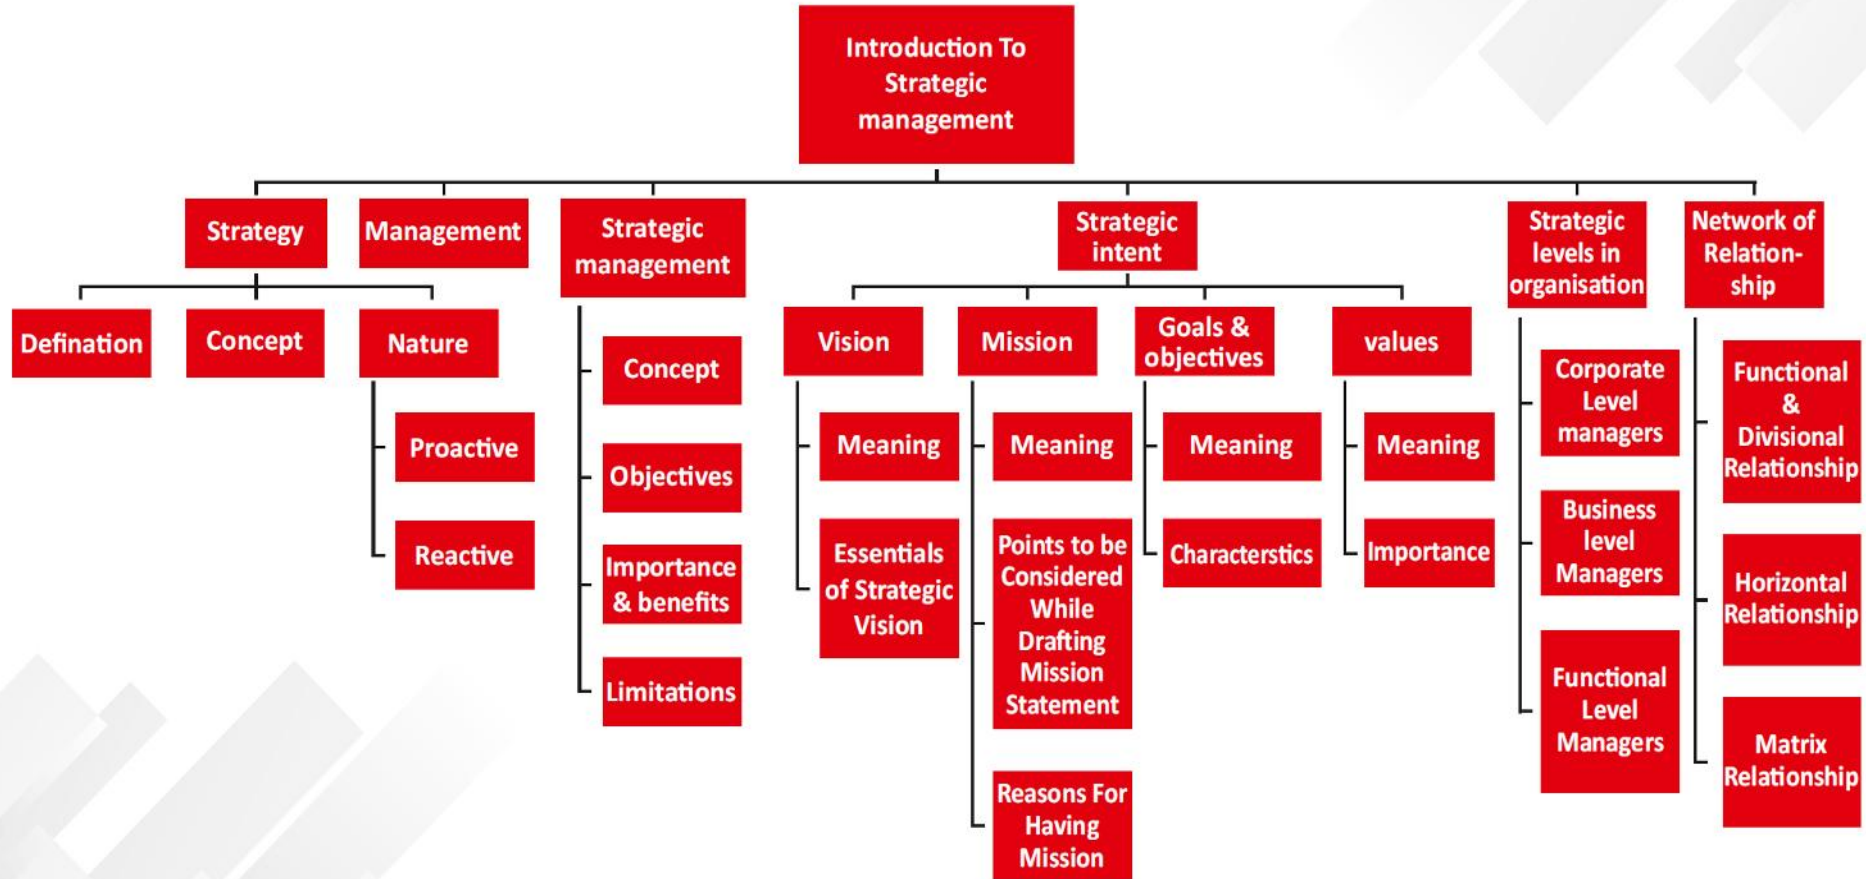 Introduction To
Strategic
management
Strategy
Management
Strategic
management
Strategic
intent
Strategic
levels in
organisation
Network of
Relation-
ship
Defination
Concept
Nature
Proactive
Reactive
Concept
Objectives
Importance
& benefits
Limitations
Vision
Meaning
Essentials
of Strategic
Vision
Mission
Meaning
Points to be
Considered
While
Drafting
Mission
Statement
Reasons For
Having
Mission
Goals &
objectives
Meaning
Characterstics
values
Meaning
Importance
Corporate
Level
managers
Business
level
Managers
Functional
Level
Managers
Functional
&
Divisional
Relationship
Horizontal
Relationship
Matrix
Relationship